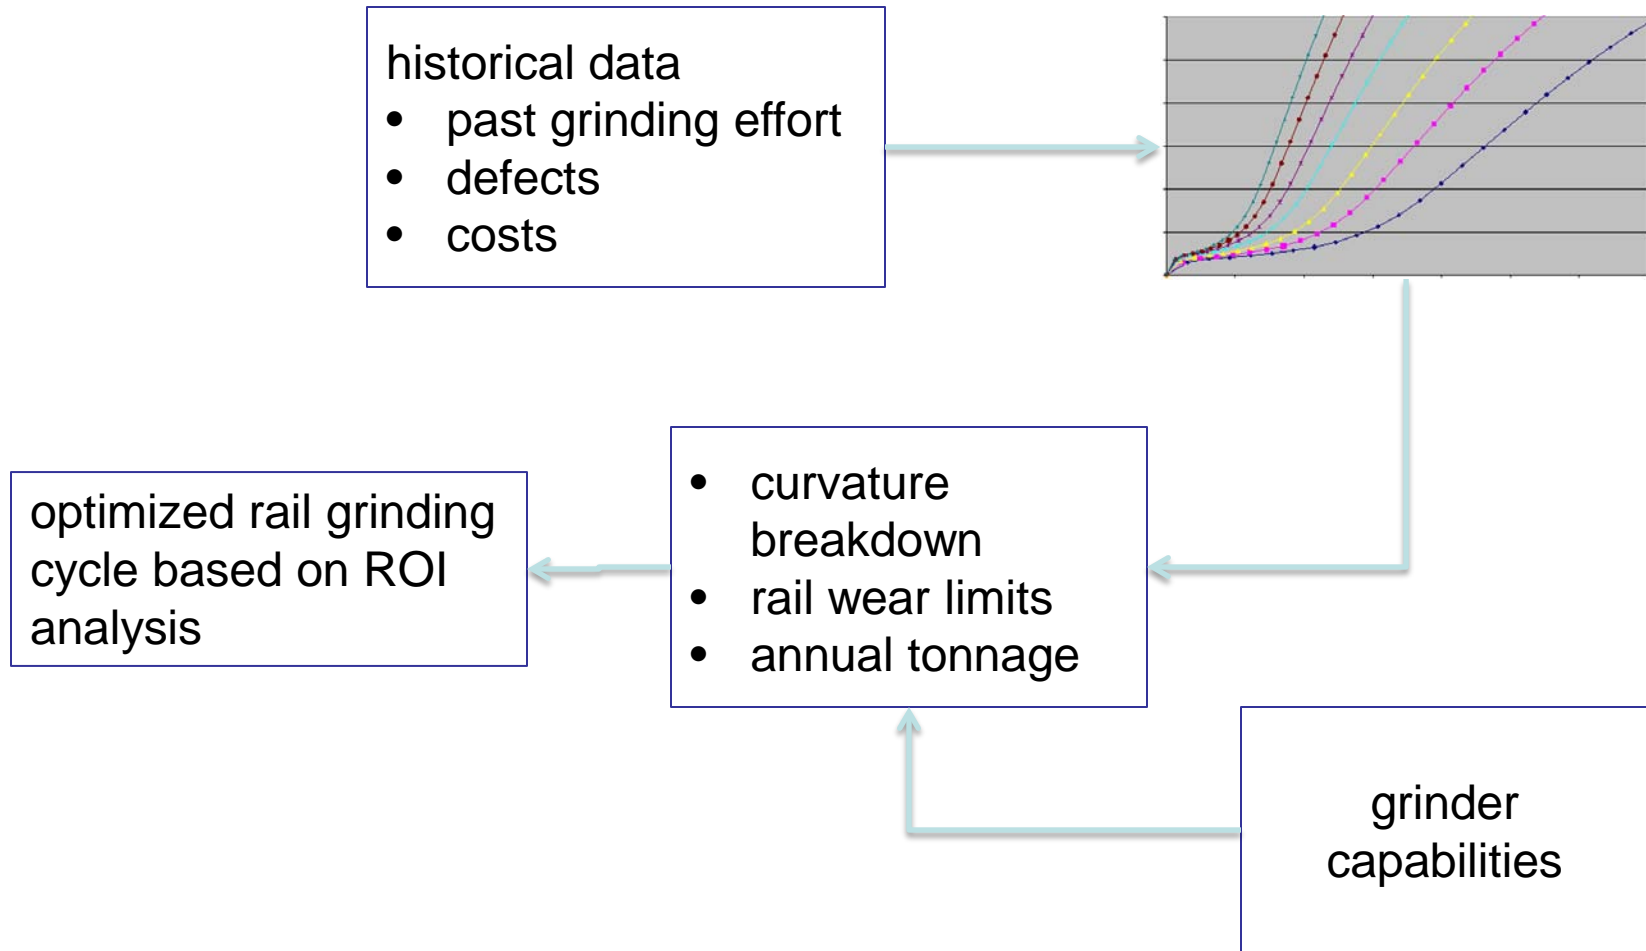 historical data
• past grinding effort
• defects
• costs
• curvature
breakdown
• rail wear limits
• annual tonnage
optimized rail grinding
cycle based on ROI
analysis
grinder
capabilities